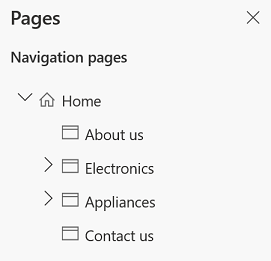 Pages
Navigation pages
Home
About us
Electronics
Appliances
Contact us